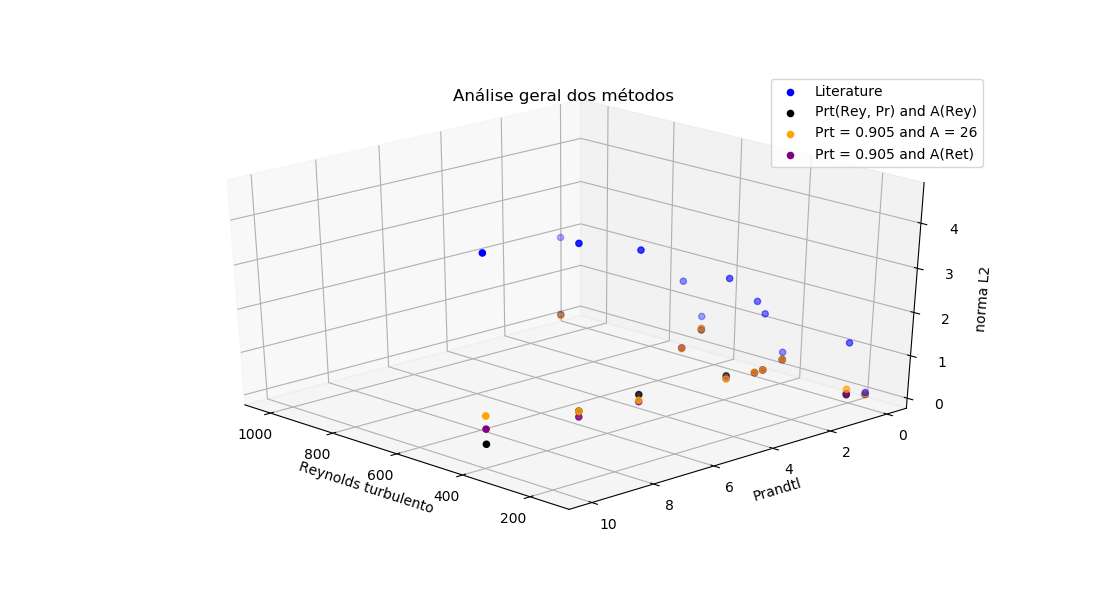 Análise geral dos métodos
Literature
Prt(Rey, Pr) and A(Rey)
Prt = 0.905 and A = 26
Prt = 0.905 and A(Ret)
4
3
2
1
0
norma L2
1000
800
600
400
200
Reynolds turbulento
10
8
6
4
2
0
Prandtl